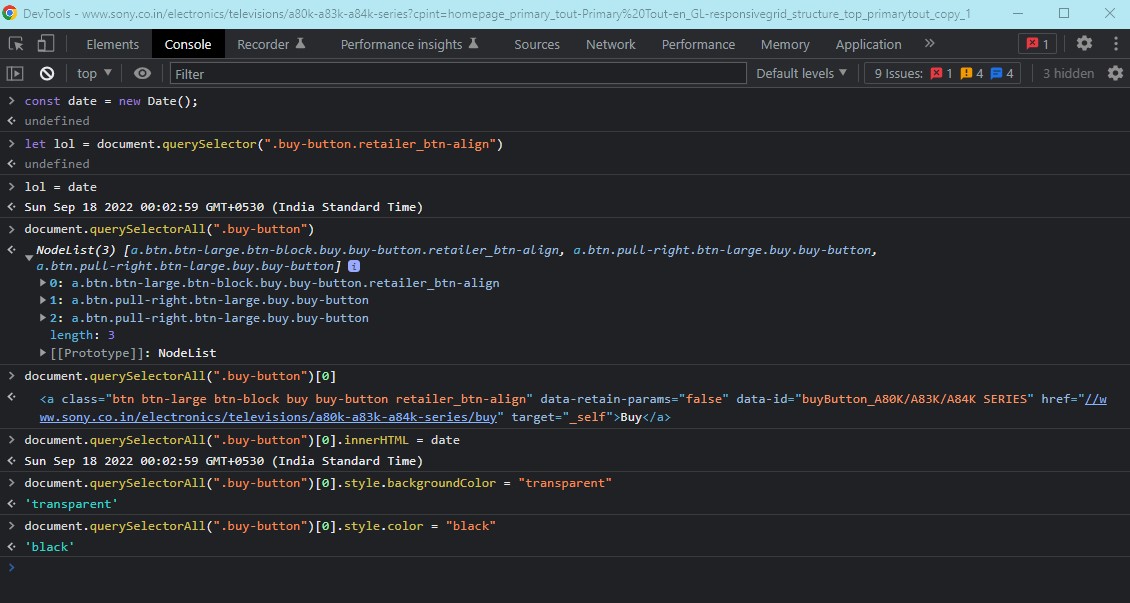 DevTools - www.sony.co.in/electronics/televisions/a80k-a83k-a84k-series?cpint=homepage_primary_tout-Primary%20Tout-en_GL-responsivegrid_structure_top_primarytout_copy_1
Elements Console Recorder Performance insights Sources Network Performance Memory Application » 1
top Filter Default levels 9 Issues: 1 4 4 3 hidden
> const date = new Date();
undefined
> let lol = document.querySelector(".buy-button.retailer_btn-align")
undefined
> lol = date
Sun Sep 18 2022 00:02:59 GMT+0530 (India Standard Time)
> document.querySelectorAll(".buy-button")
NodeList(3) [a.btn.btn-large.btn-block.buy.buy-button.retailer_btn-align, a.btn.pull-right.btn-large.buy.buy-button,
a.btn.pull-right.btn-large.buy.buy-button] i
0: a.btn.btn-large.btn-block.buy.buy-button.retailer_btn-align
1: a.btn.pull-right.btn-large.buy.buy-button
2: a.btn.pull-right.btn-large.buy.buy-button
length: 3
[[Prototype]]: NodeList
> document.querySelectorAll(".buy-button")[0]
<a class="btn btn-large btn-block buy buy-button retailer_btn-align" data-retain-params="false" data-id="buyButton_A80K/A83K/A84K SERIES" href="//w
ww.sony.co.in/electronics/televisions/a80k-a83k-a84k-series/buy" target="_self">Buy</a>
> document.querySelectorAll(".buy-button")[0].innerHTML = date
Sun Sep 18 2022 00:02:59 GMT+0530 (India Standard Time)
> document.querySelectorAll(".buy-button")[0].style.backgroundColor = "transparent"
'transparent'
> document.querySelectorAll(".buy-button")[0].style.color = "black"
'black'
>